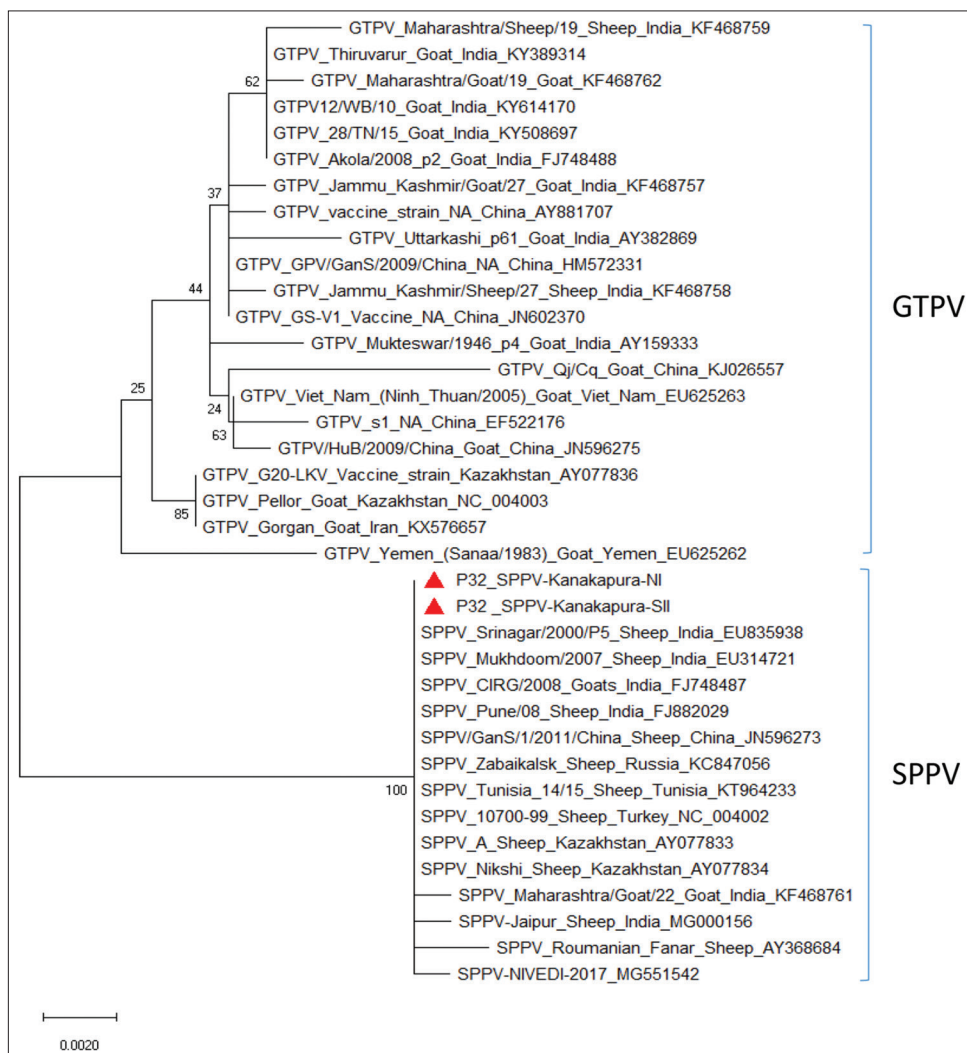 GTPV_Maharashtra/Sheep/19_Sheep_India_KF468759
GTPV_Thiruvarur_Goat_India_KY389314
62
GTPV_Maharashtra/Goat/19_Goat_KF468762
GTPV12/WB/10_Goat_India_KY614170
GTPV_28/TN/15_Goat_India_KY508697
GTPV_Akola/2008_p2_Goat_India_FJ748488
37
GTPV_Jammu_Kashmir/Goat/27_Goat_India_KF468757
GTPV_vaccine_strain_NA_China_AY881707
GTPV_Uttarkashi_p61_Goat_India_AY382869
GTPV_GPV/GanS/2009/China_NA_China_HM572331
44
GTPV_Jammu_Kashmir/Sheep/27_Sheep_India_KF468758
GTPV_GS-V1_Vaccine_NA_China_JN602370
GTPV
GTPV_Mukteswar/1946_p4_Goat_India_AY159333
GTPV_Qj/Cq_Goat_China_KJ026557
25
GTPV_Viet_Nam_(Ninh_Thuan/2005)_Goat_Viet_Nam_EU625263
24
GTPV_s1_NA_China_EF522176
63
GTPV/HuB/2009/China_Goat_China_JN596275
GTPV_G20-LKV_Vaccine_strain_Kazakhstan_AY077836
GTPV_Pellor_Goat_Kazakhstan_NC_004003
85
GTPV_Gorgan_Goat_Iran_KX576657
GTPV_Yemen_(Sanaa/1983)_Goat_Yemen_EU625262
P32_SPPV-Kanakapura-NI
P32 _SPPV-Kanakapura-SII
SPPV_Srinagar/2000/P5_Sheep_India_EU835938
SPPV_Mukhdoom/2007_Sheep_India_EU314721
SPPV_CIRG/2008_Goats_India_FJ748487
SPPV_Pune/08_Sheep_India_FJ882029
SPPV/GanS/1/2011/China_Sheep_China_JN596273
SPPV_Zabaikalsk_Sheep_Russia_KC847056
SPPV
100
SPPV_Tunisia_14/15_Sheep_Tunisia_KT964233
SPPV_10700-99_Sheep_Turkey_NC_004002
SPPV_A_Sheep_Kazakhstan_AY077833
SPPV_Nikshi_Sheep_Kazakhstan_AY077834
SPPV_Maharashtra/Goat/22_Goat_India_KF468761
SPPV-Jaipur_Sheep_India_MG000156
SPPV_Roumanian_Fanar_Sheep_AY368684
SPPV-NIVEDI-2017_MG551542
0.0020